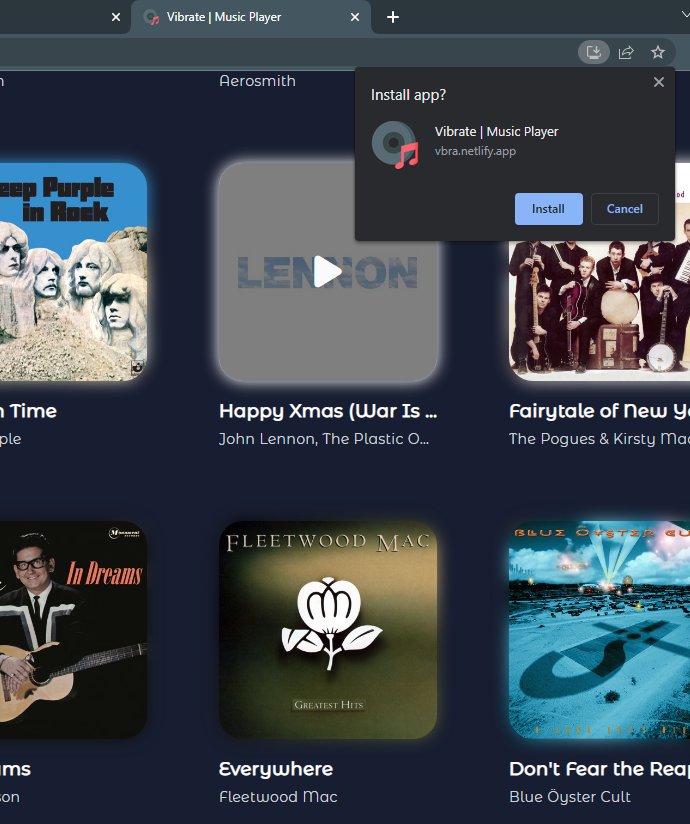 Vibrate | Music Player
Aerosmith
Install app?
Vibrate | Music Player
vbra.netlify.app
Install
Cancel
eep Purple
in Rock
LENNON
n Time
ple
Happy Xmas (War Is ...
John Lennon, The Plastic O...
Fairytale of New Y
The Pogues & Kirsty Mac
Monument
In Dreams
FLEETWOOD MAC
GREATEST HITS
BLUE ÖYSTER CU
ams
son
Everywhere
Fleetwood Mac
Don't Fear the Reap
Blue Öyster Cult